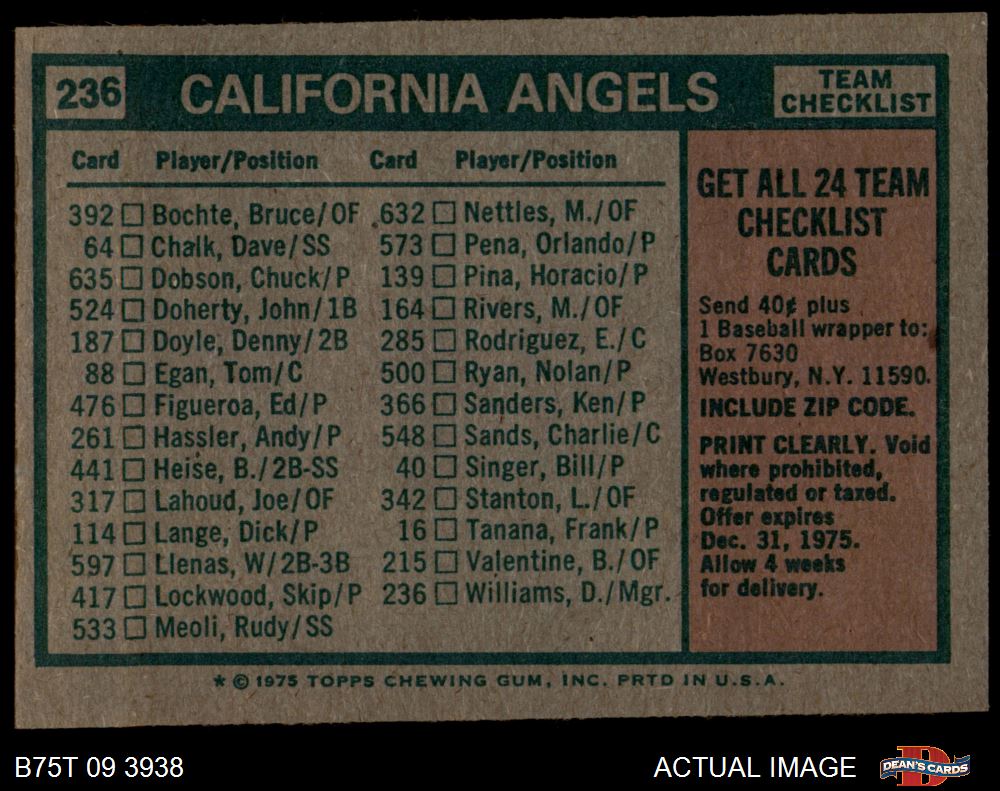 236 CALIFORNIA ANGELS TEAM CHECKLIST
Card Player/Position Card Player/Position
392 □ Bochte, Bruce/OF
64 □ Chalk, Dave/SS
635 □ Dobson, Chuck/P
524 □ Doherty, John/1B
187 □ Doyle, Denny/2B
88 □ Egan, Tom/C
476 □ Figueroa, Ed/P
261 □ Hassler, Andy/P
441 □ Heise, B./2B-SS
317 □ Lahoud, Joe/OF
114 □ Lange, Dick/P
597 □ Llenas, W/2B-3B
417 □ Lockwood, Skip/P
533 □ Meoli, Rudy/SS
632 □ Nettles, M./OF
573 □ Pena, Orlando/P
139 □ Pina, Horacio/P
164 □ Rivers, M./OF
285 □ Rodriguez, E./C
500 □ Ryan, Nolan/P
366 □ Sanders, Ken/P
548 □ Sands, Charlie/C
40 □ Singer, Bill/P
342 □ Stanton, L./OF
16 □ Tanana, Frank/P
215 □ Valentine, B./OF
236 □ Williams, D./Mgr.
GET ALL 24 TEAM
CHECKLIST
CARDS
Send 40¢ plus
1 Baseball wrapper to:
Box 7630
Westbury, N.Y. 11590.
INCLUDE ZIP CODE.
PRINT CLEARLY. Void
where prohibited,
regulated or taxed.
Offer expires
Dec. 31, 1975.
Allow 4 weeks
for delivery.
* © 1975 TOPPS CHEWING GUM, INC. PRTD IN U.S.A.
B75T 09 3938
ACTUAL IMAGE
D
DEAN'S CARDS